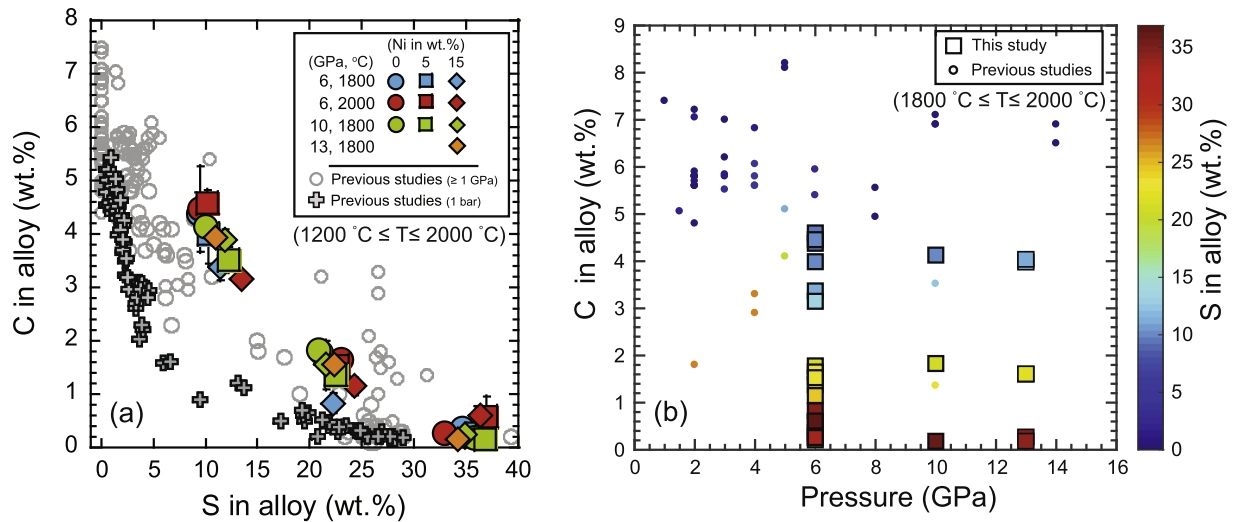 8
7
6
5
4
3
2
1
0
C in alloy (wt.%)
(Ni in wt.%)
(GPa, °C) 0 5 15
6, 1800
6, 2000
10, 1800
13, 1800
Previous studies (≥ 1 GPa)
Previous studies (1 bar)
(1200 °C ≤ T≤ 2000 °C)
(a)
0 5 10 15 20 25 30 35 40
S in alloy (wt.%)
9
8
7
6
5
4
3
2
1
0
C in alloy (wt.%)
This study
Previous studies
(1800 °C ≤ T≤ 2000 °C)
(b)
0 2 4 6 8 10 12 14 16
Pressure (GPa)
35
30
25
20
15
10
5
0
S in alloy (wt.%)